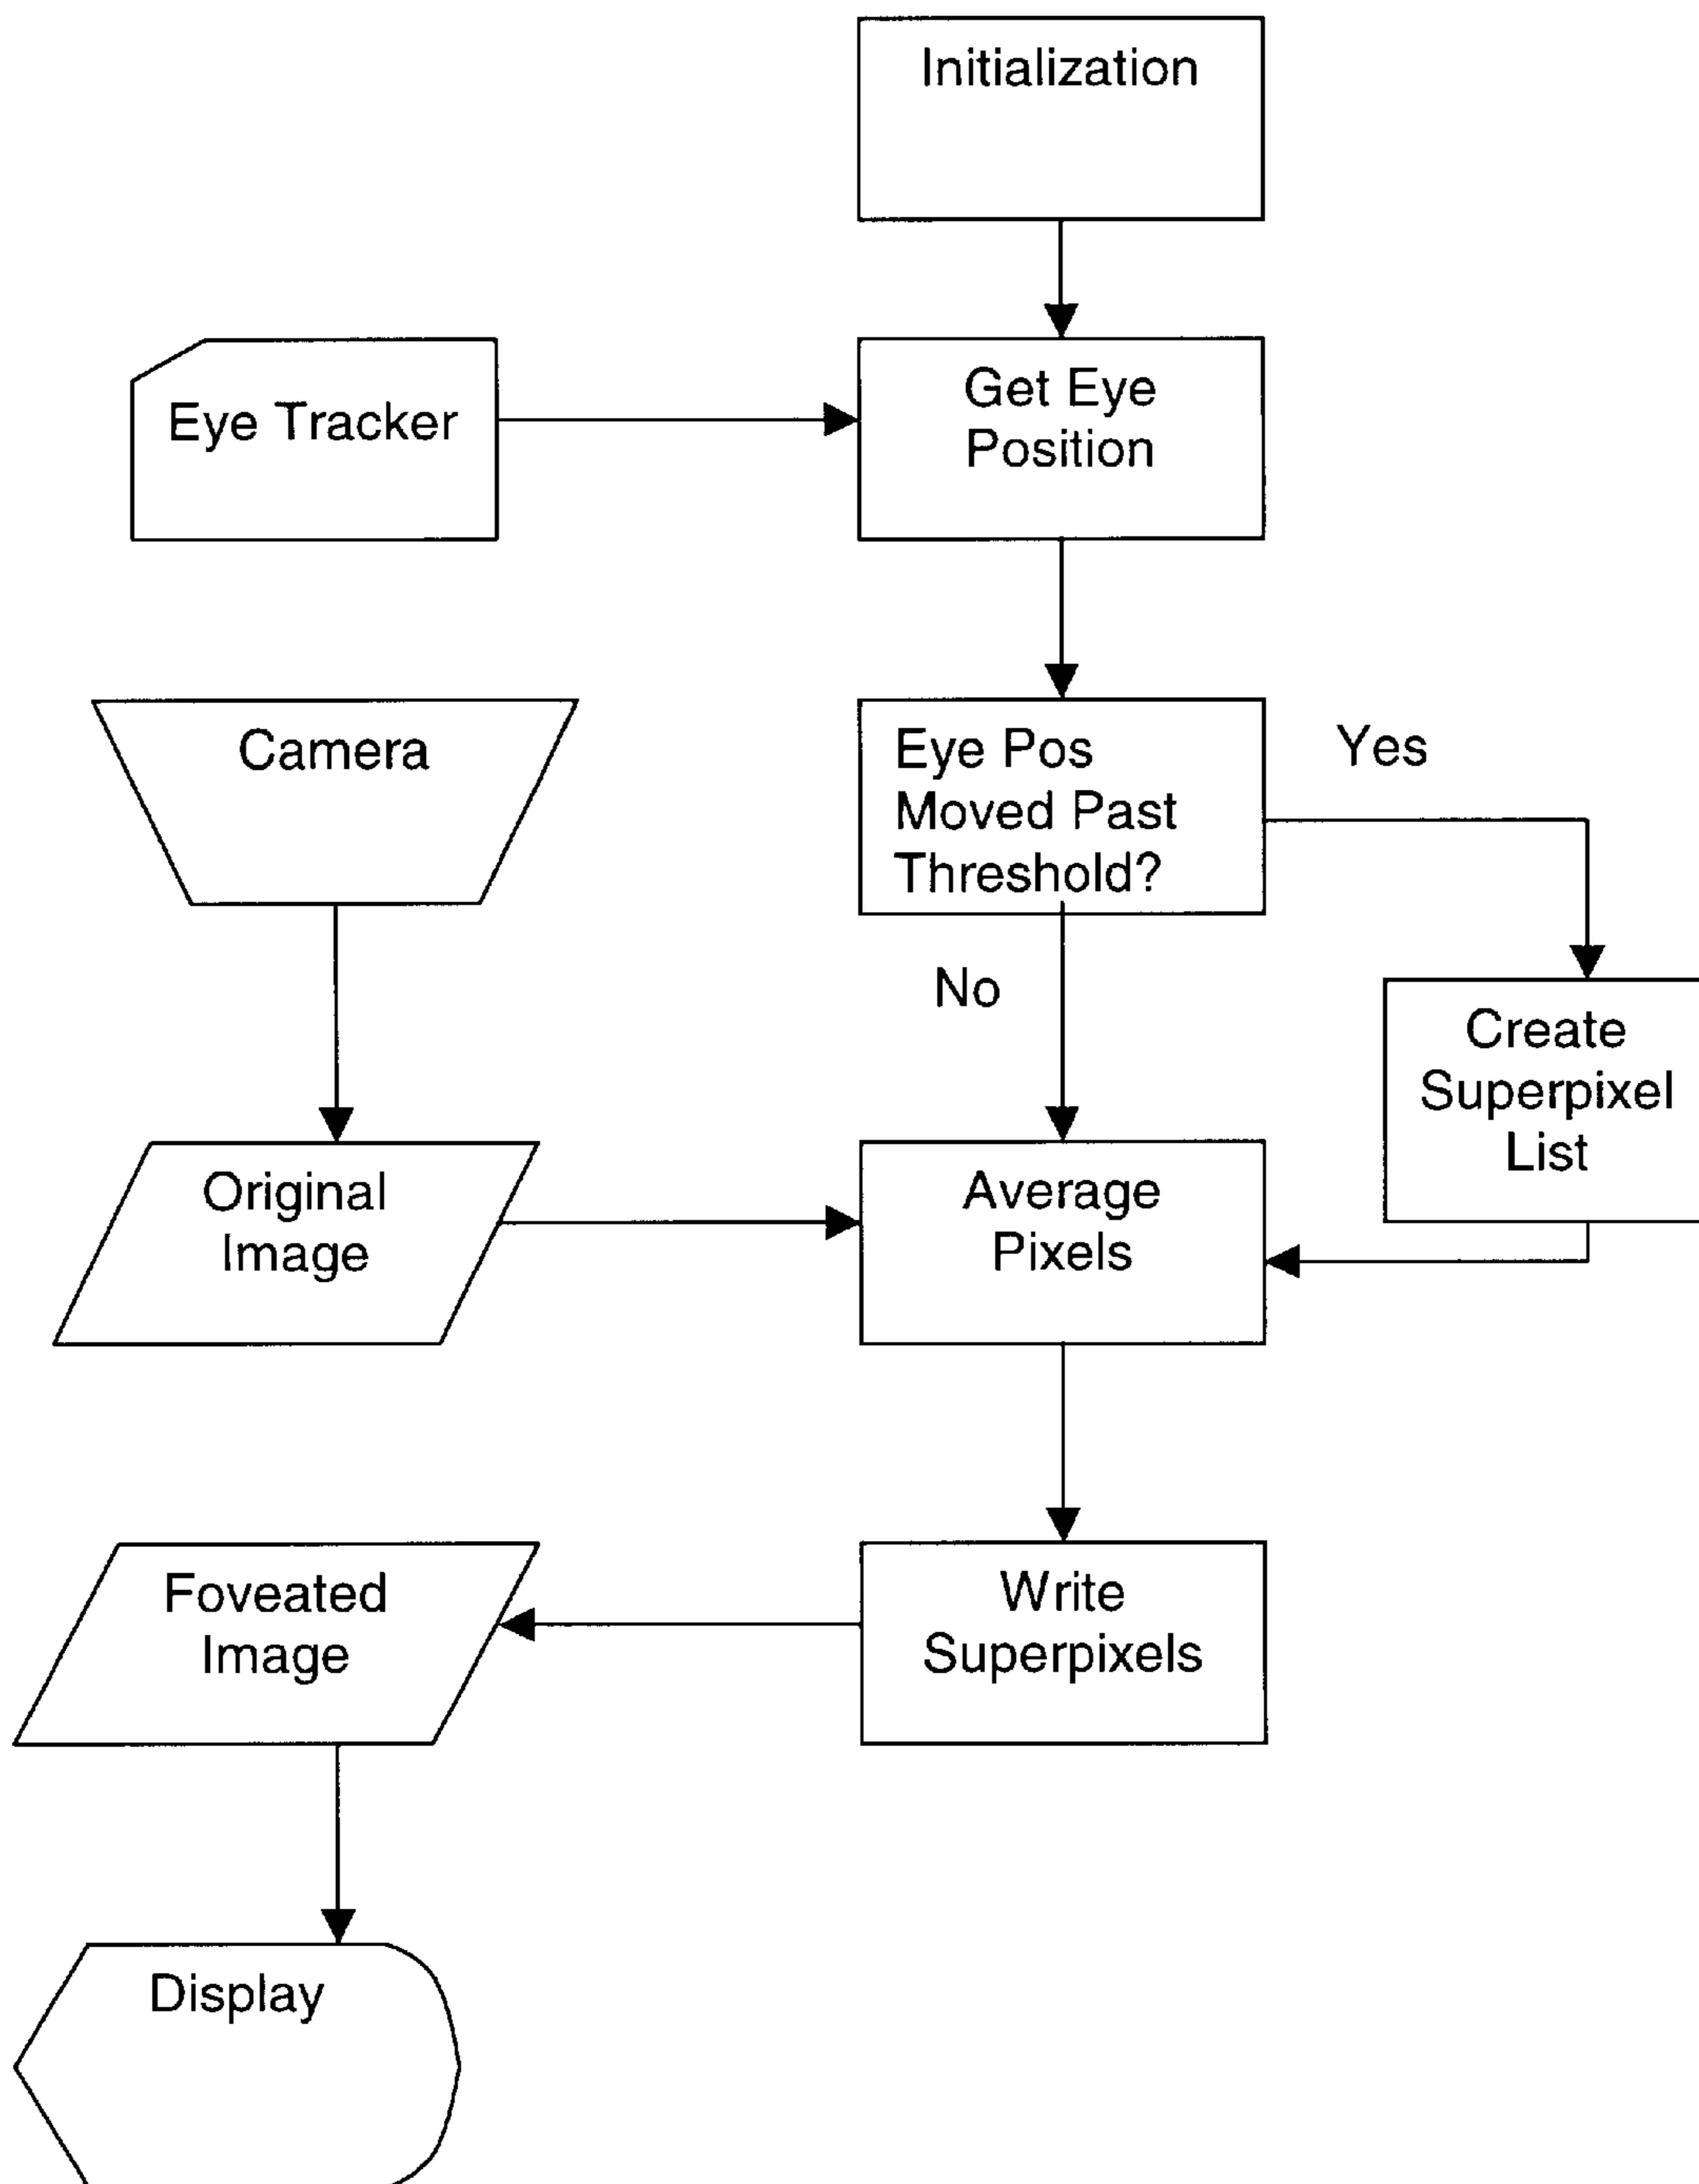 Initialization
Eye Tracker
Get Eye
Position
Camera
Eye Pos
Moved Past
Threshold?
Yes
No
Create
Superpixel
List
Original
Image
Average
Pixels
Foveated
Image
Write
Superpixels
Display